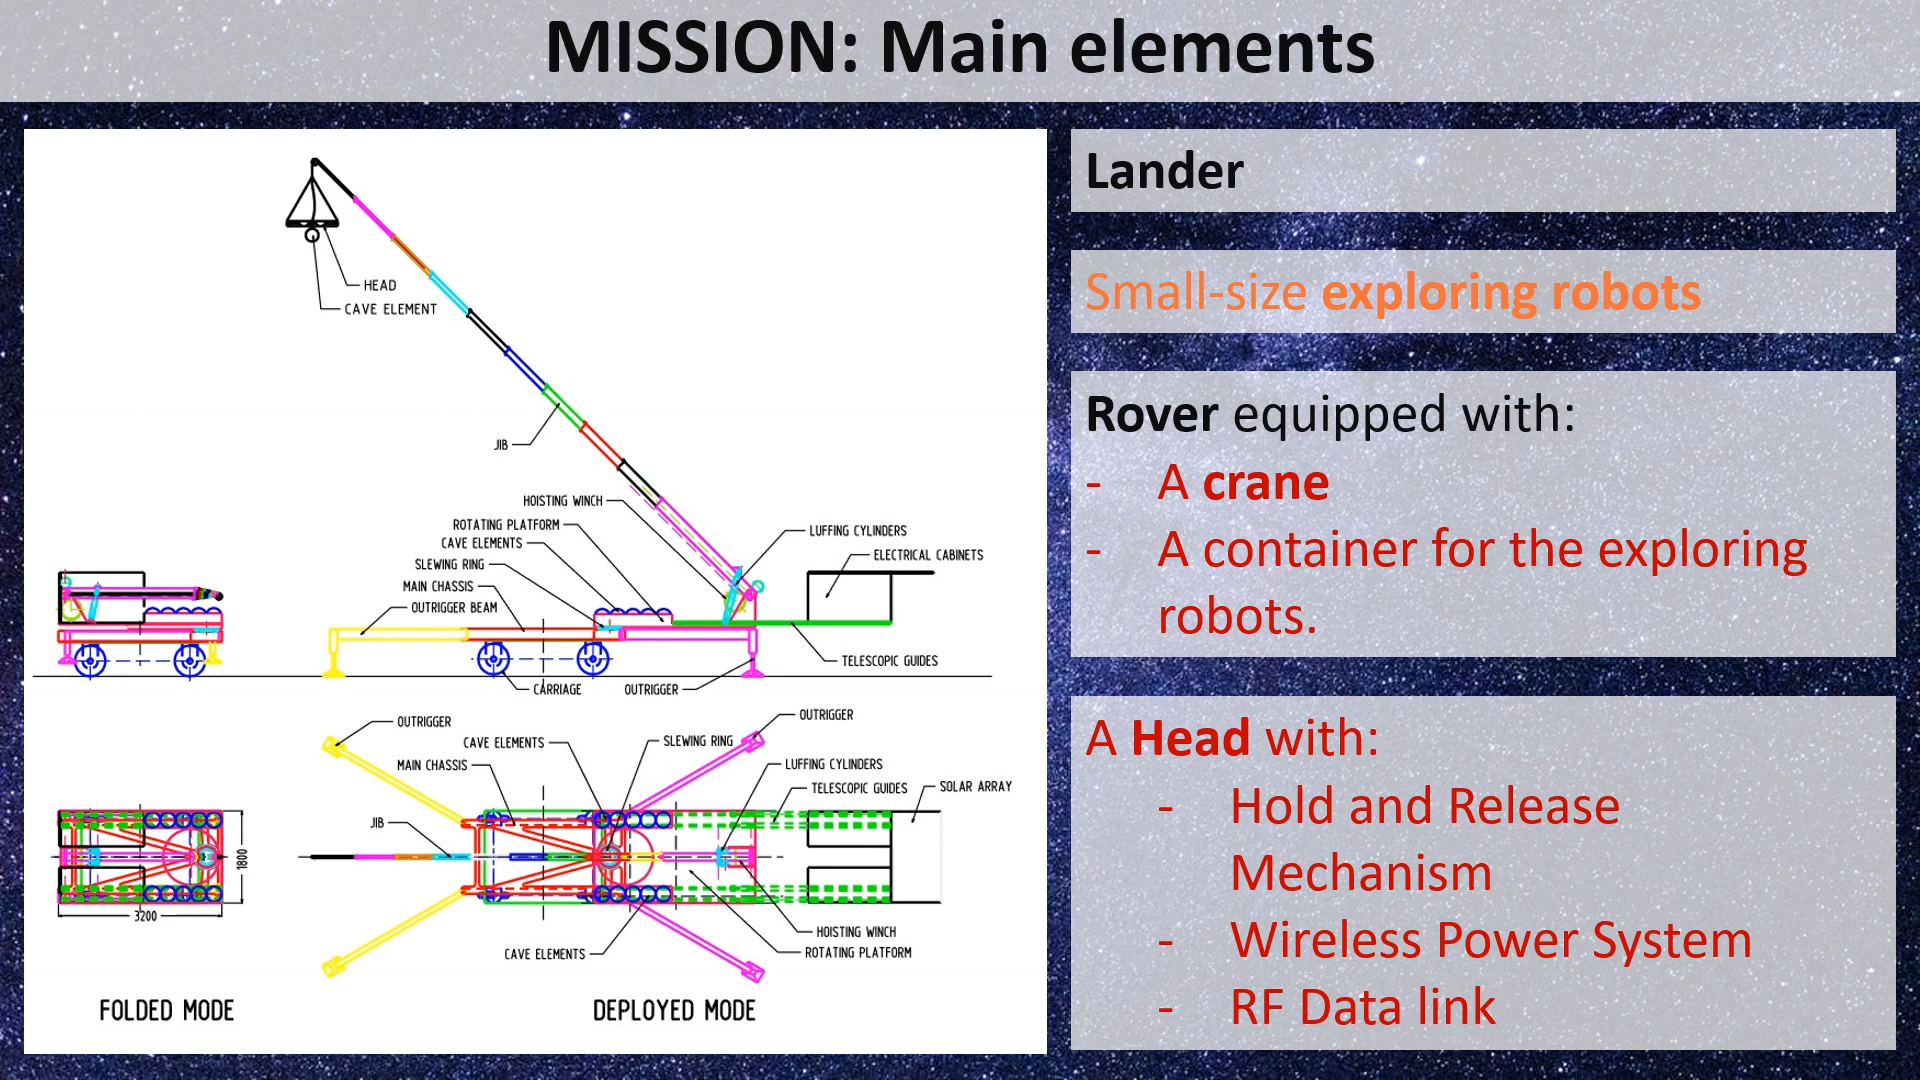 MISSION: Main elements
HEAD
CAVE ELEMENT
JIB
HOISTING WINCH
ROTATING PLATFORM
CAVE ELEMENTS
SLEWING RING
MAIN CHASSIS
OUTRIGGER BEAM
LUFFING CYLINDERS
ELECTRICAL CABINETS
TELESCOPIC GUIDES
CARRIAGE
OUTRIGGER
OUTRIGGER
CAVE ELEMENTS
MAIN CHASSIS
JIB
SLEWING RING
OUTRIGGER
LUFFING CYLINDERS
TELESCOPIC GUIDES
SOLAR ARRAY
1800
3200
HOISTING WINCH
ROTATING PLATFORM
CAVE ELEMENTS
FOLDED MODE
DEPLOYED MODE
Lander
Small-size exploring robots
Rover equipped with:
- A crane
- A container for the exploring
robots.
A Head with:
- Hold and Release
Mechanism
- Wireless Power System
- RF Data link